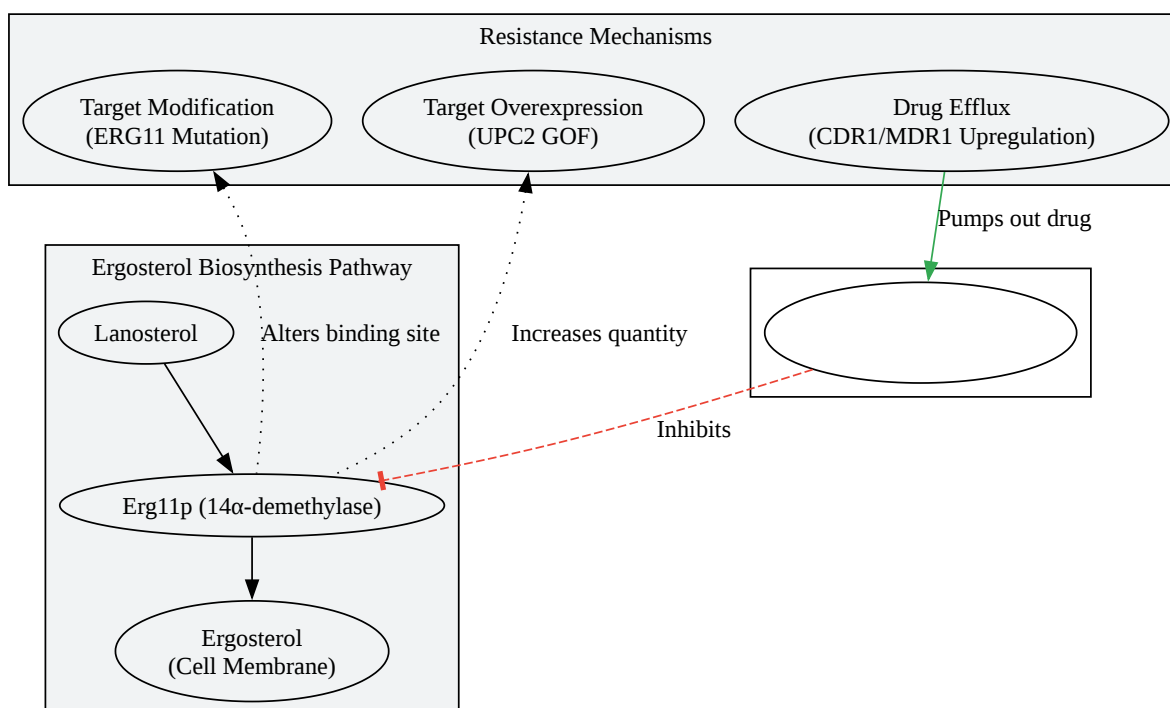 Resistance Mechanisms
Target Modification
(ERG11 Mutation)
Target Overexpression
(UPC2 GOF)
Drug Efflux
(CDR1/MDR1 Upregulation)
Pumps out drug
Ergosterol Biosynthesis Pathway
Lanosterol
Alters binding site
Increases quantity
Inhibits
Erg11p (14α-demethylase)
Ergosterol
(Cell Membrane)